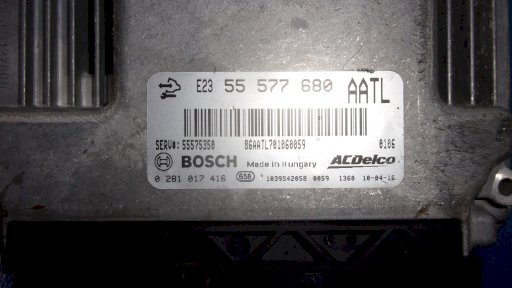 E23 55 577 680 AATL
SERV#: 55575350 86AATL701060059 0106
BOSCH Made in Hungary ACDelco
0 281 017 416 658 1039S42058 0059 1360 10-04-16